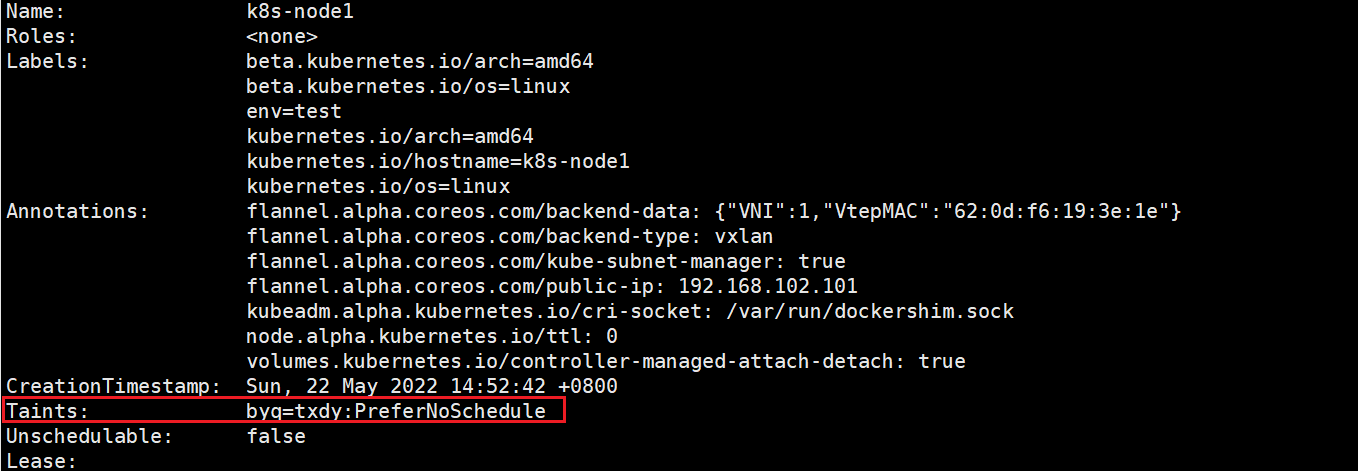 Name:               k8s-node1
Roles:              <none>
Labels:             beta.kubernetes.io/arch=amd64
                    beta.kubernetes.io/os=linux
                    env=test
                    kubernetes.io/arch=amd64
                    kubernetes.io/hostname=k8s-node1
                    kubernetes.io/os=linux
Annotations:        flannel.alpha.coreos.com/backend-data: {"VNI":1,"VtepMAC":"62:0d:f6:19:3e:1e"}
                    flannel.alpha.coreos.com/backend-type: vxlan
                    flannel.alpha.coreos.com/kube-subnet-manager: true
                    flannel.alpha.coreos.com/public-ip: 192.168.102.101
                    kubeadm.alpha.kubernetes.io/cri-socket: /var/run/dockershim.sock
                    node.alpha.kubernetes.io/ttl: 0
                    volumes.kubernetes.io/controller-managed-attach-detach: true
CreationTimestamp:  Sun, 22 May 2022 14:52:42 +0800
Taints:             byq=txdy:PreferNoSchedule
Unschedulable:      false
Lease: